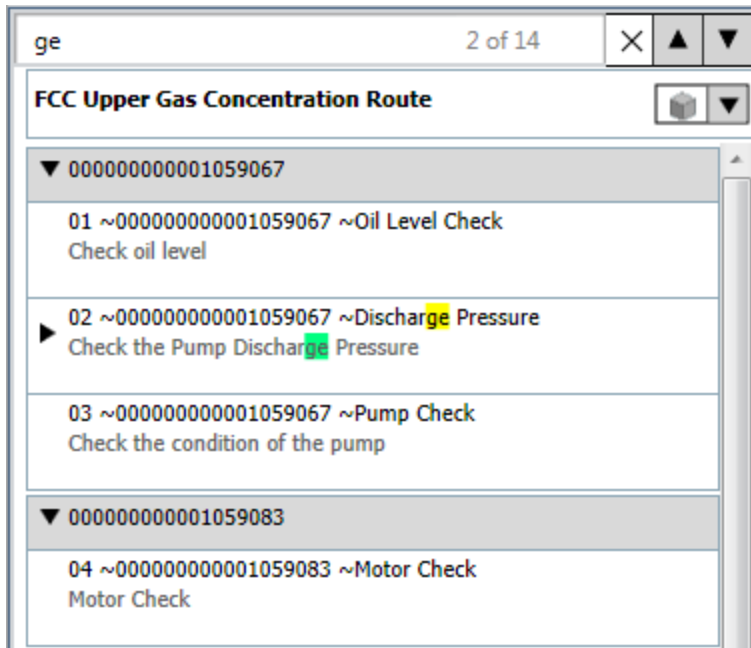 ge 2 of 14
FCC Upper Gas Concentration Route
000000000001059067
01 ~000000000001059067 ~Oil Level Check
Check oil level
02 ~000000000001059067 ~Discharge Pressure
Check the Pump Discharge Pressure
03 ~000000000001059067 ~Pump Check
Check the condition of the pump
000000000001059083
04 ~000000000001059083 ~Motor Check
Motor Check